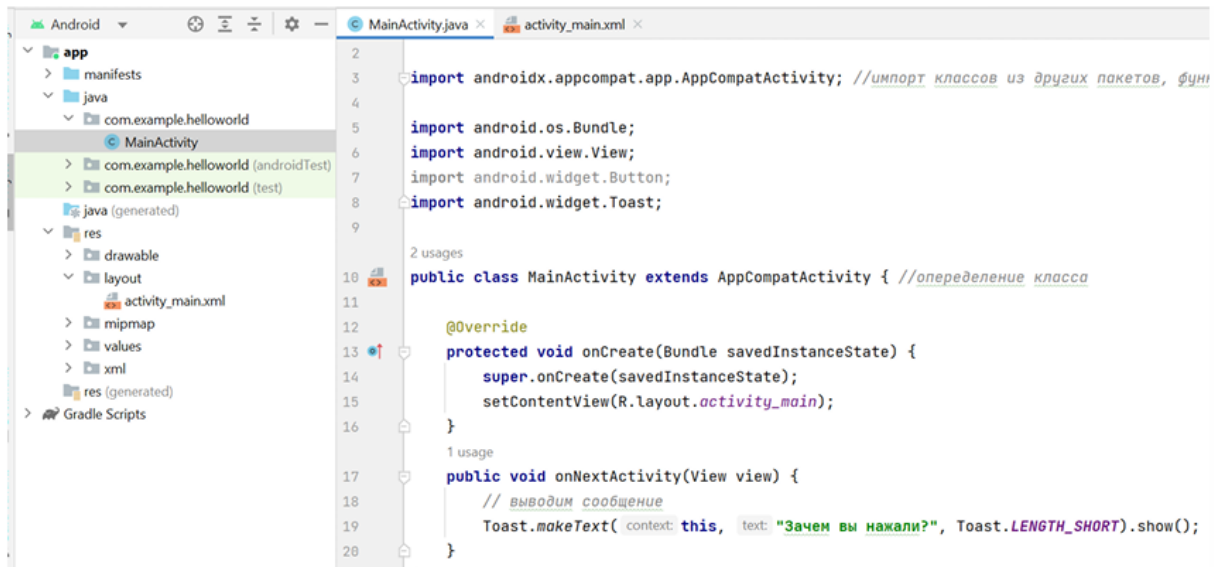 Android
app
manifests
java
com.example.helloworld
MainActivity
com.example.helloworld (androidTest)
com.example.helloworld (test)
java (generated)
res
drawable
layout
activity_main.xml
mipmap
values
xml
res (generated)
Gradle Scripts
MainActivity.java activity_main.xml
2
3 import androidx.appcompat.app.AppCompatActivity; //импорт классов из других пакетов,
4
5 import android.os.Bundle;
6 import android.view.View;
7 import android.widget.Button;
8 import android.widget.Toast;
9
2 usages
10 public class MainActivity extends AppCompatActivity { //опеределение класса
11
12 @Override
13 protected void onCreate(Bundle savedInstanceState) {
14 super.onCreate(savedInstanceState);
15 setContentView(R.layout.activity_main);
16 }
1 usage
17 public void onNextActivity(View view) {
18 // выводим сообщение
19 Toast.makeText( context: this, text: "Зачем вы нажали?", Toast.LENGTH_SHORT).show();
20 }